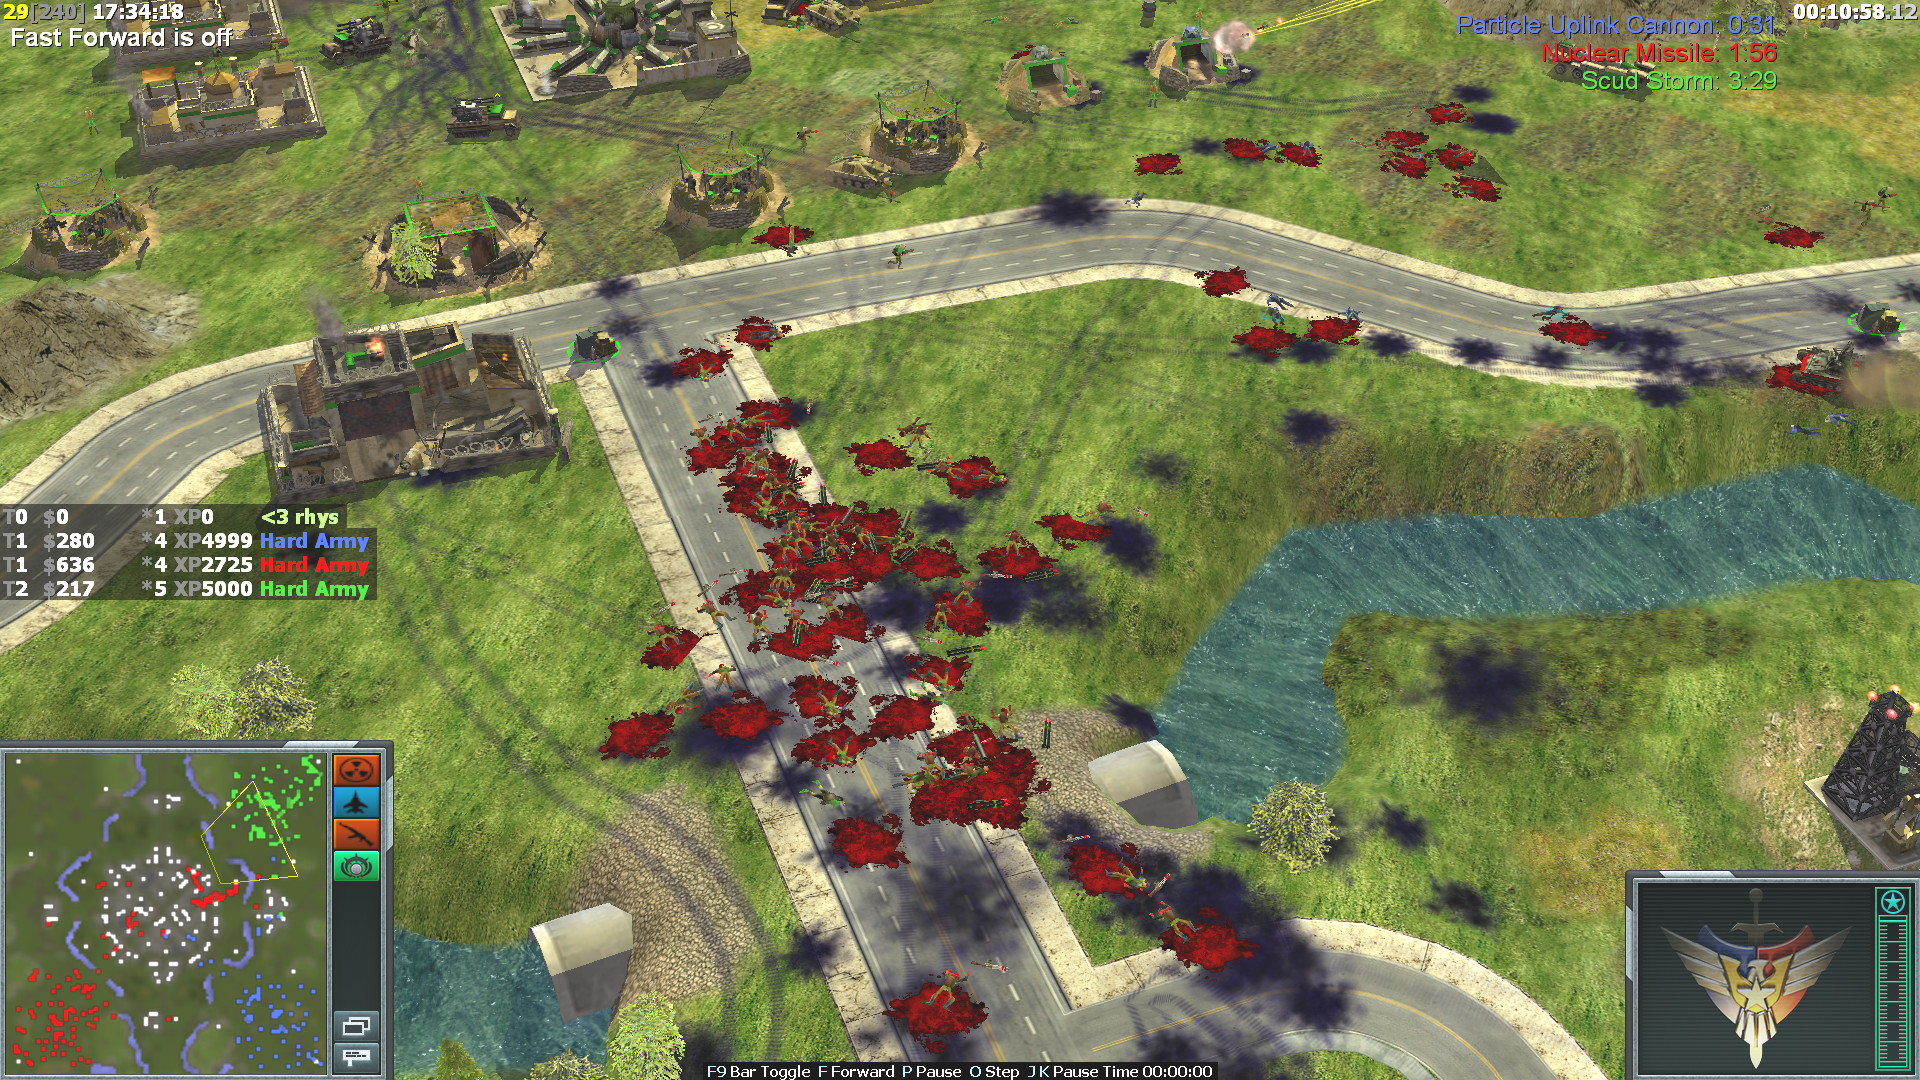 29[240] 17:34:18
Fast Forward is off
00:10:58.12
Particle Uplink Cannon: 0:31
Nuclear Missile: 1:56
Scud Storm: 3:29
T0 $0 *1 XP0 <3 rhys
T1 $280 *4 XP4999 Hard Army
T1 $636 *4 XP2725 Hard Army
T2 $217 *5 XP5000 Hard Army
F9 Bar Toggle F Forward P Pause O Step J K Pause Time 00:00:00